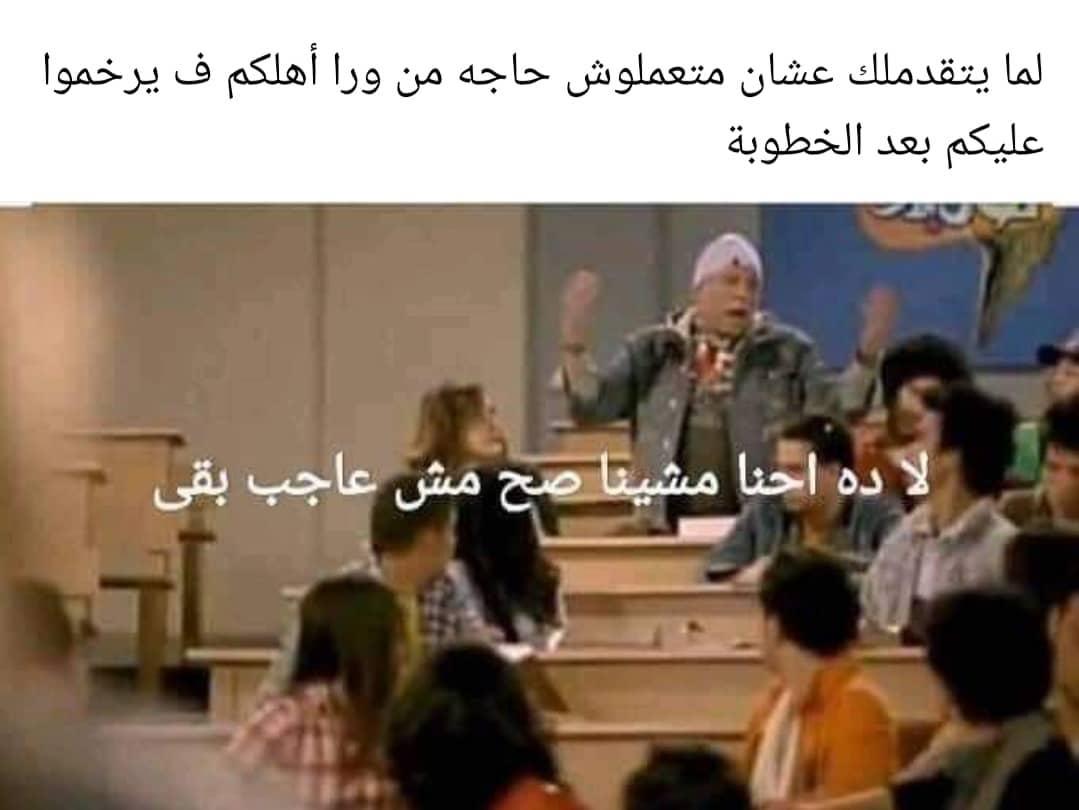 لما يتقدملك عشان متعملوش حاجه من ورا أهلكم ف يرخموا
عليكم بعد الخطوبة
لا ده احنا مشينا صح مش عاجب بقى